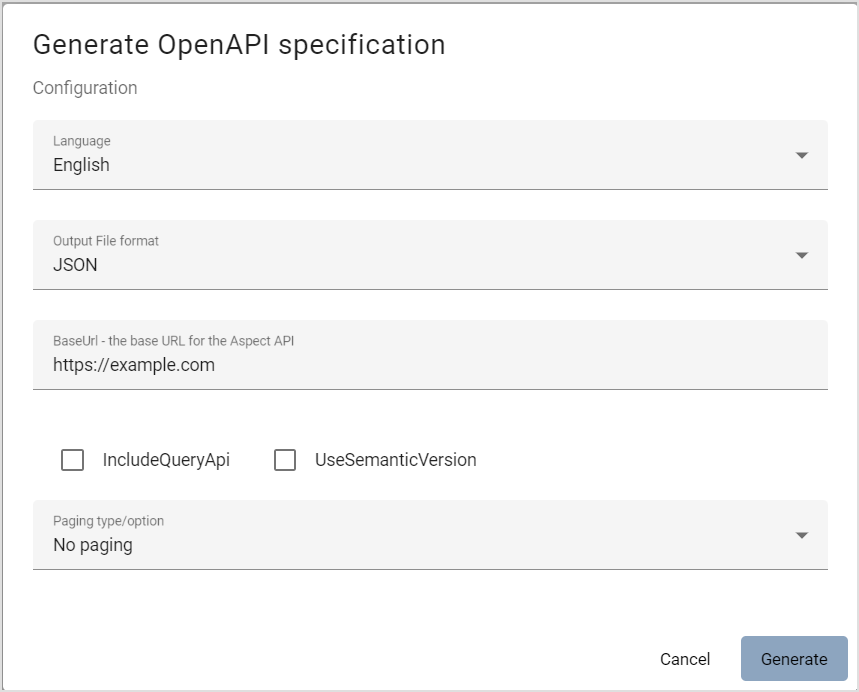 Generate OpenAPI specification
Configuration
Language
English
Output File format
JSON
BaseUrl - the base URL for the Aspect API
https://example.com
IncludeQueryApi UseSemanticVersion
Paging type/option
No paging
Cancel Generate